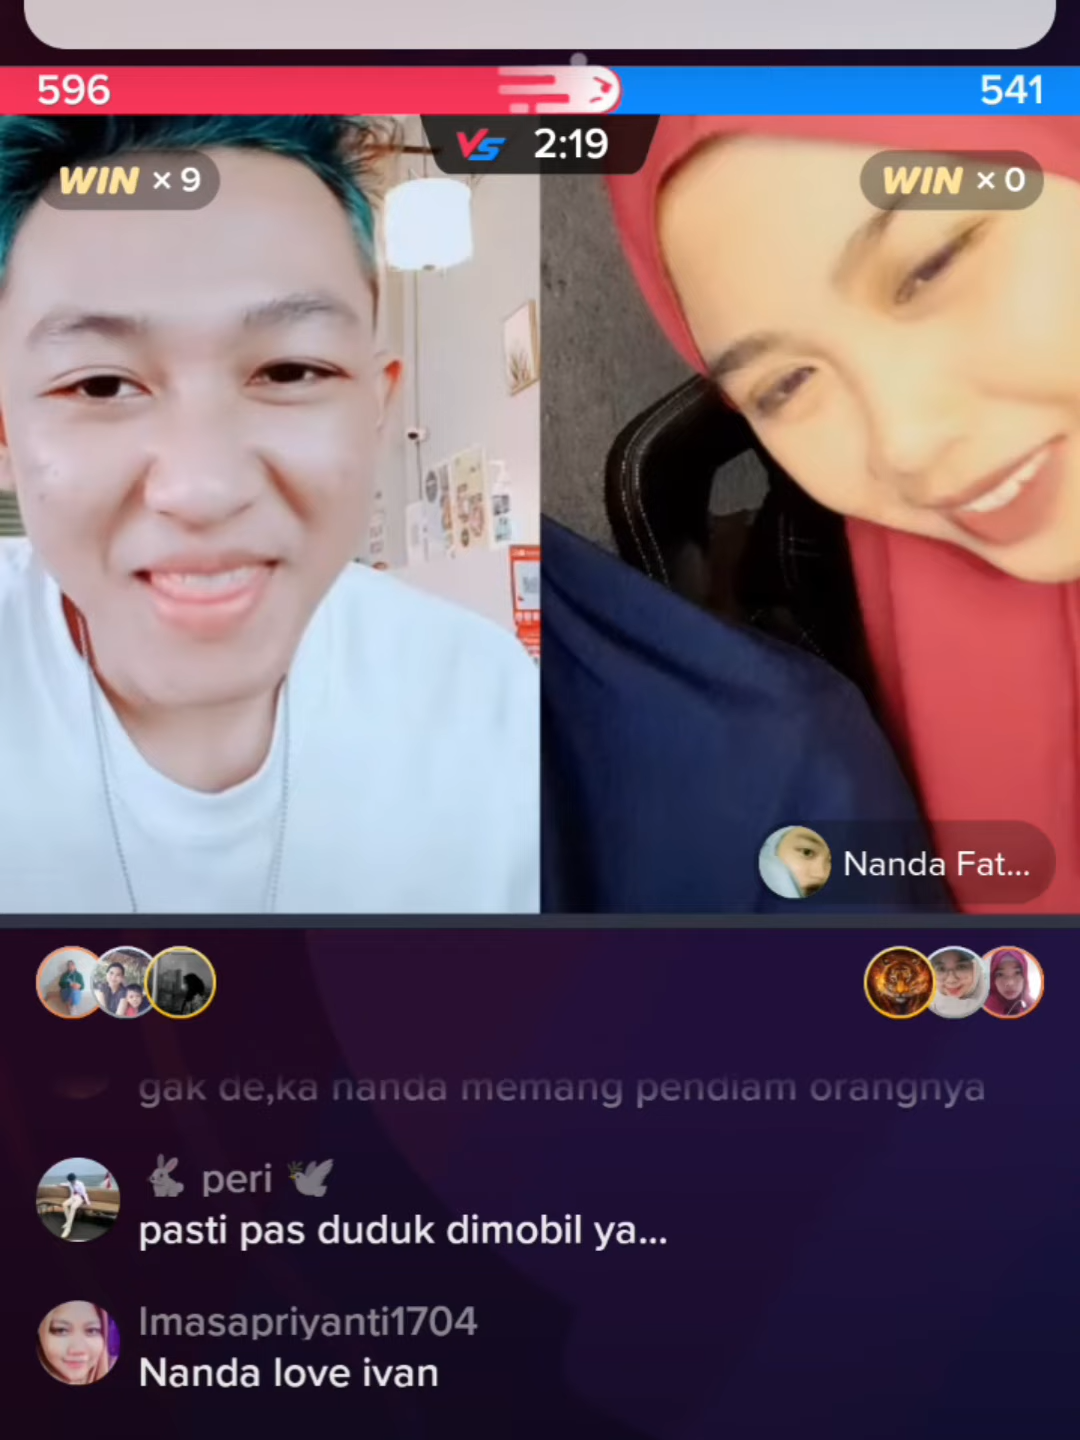 596
541
VS 2:19
WIN × 9
WIN × 0
Nanda Fat...
gak de,ka nanda memang pendiam orangnya
🐇 peri 🕊️
pasti pas duduk dimobil ya...
Imasapriyanti1704
Nanda love ivan